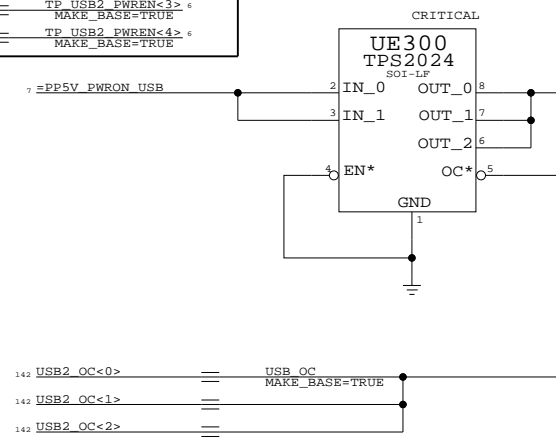 TP_USB2_PWREN<3> 6
MAKE_BASE=TRUE
TP_USB2_PWREN<4> 6
MAKE_BASE=TRUE
CRITICAL
UE300
TPS2024
SOI-LF
7 =PP5V_PWRON_USB
2 IN_0 OUT_0 8
3 IN_1 OUT_1 7
OUT_2 6
4 EN* OC* 5
GND
1
142 USB2_OC<0> USB_OC
MAKE_BASE=TRUE
142 USB2_OC<1>
142 USB2_OC<2>